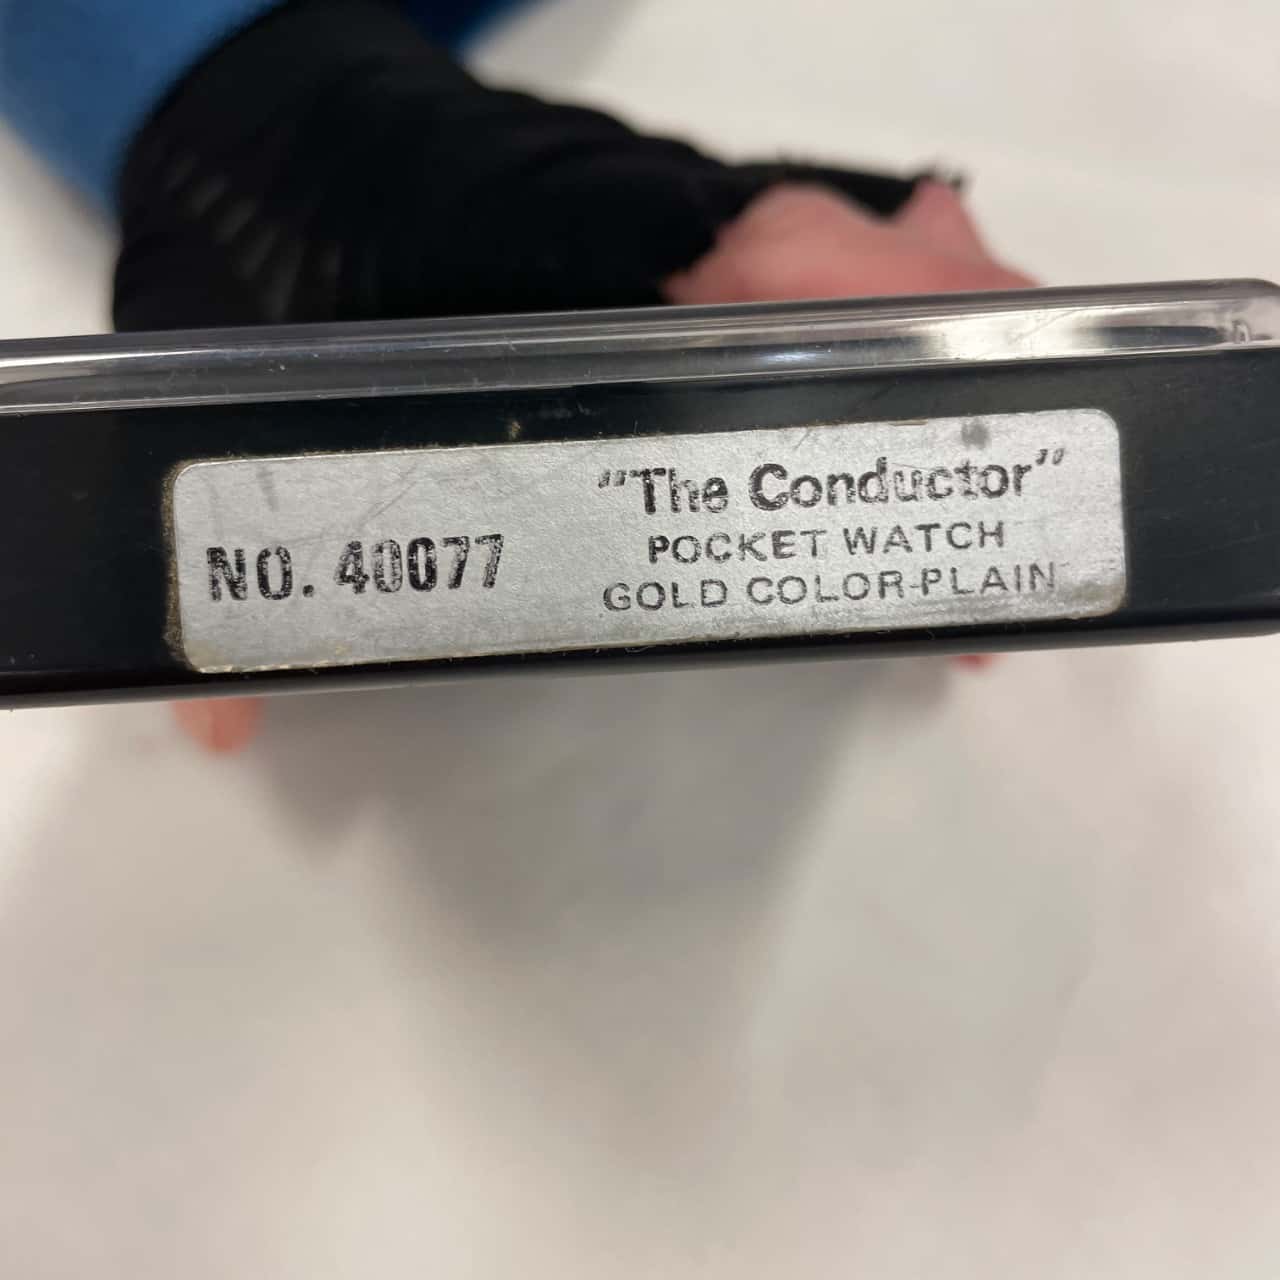 NO. 40077
"The Conductor"
POCKET WATCH
GOLD COLOR-PLAIN